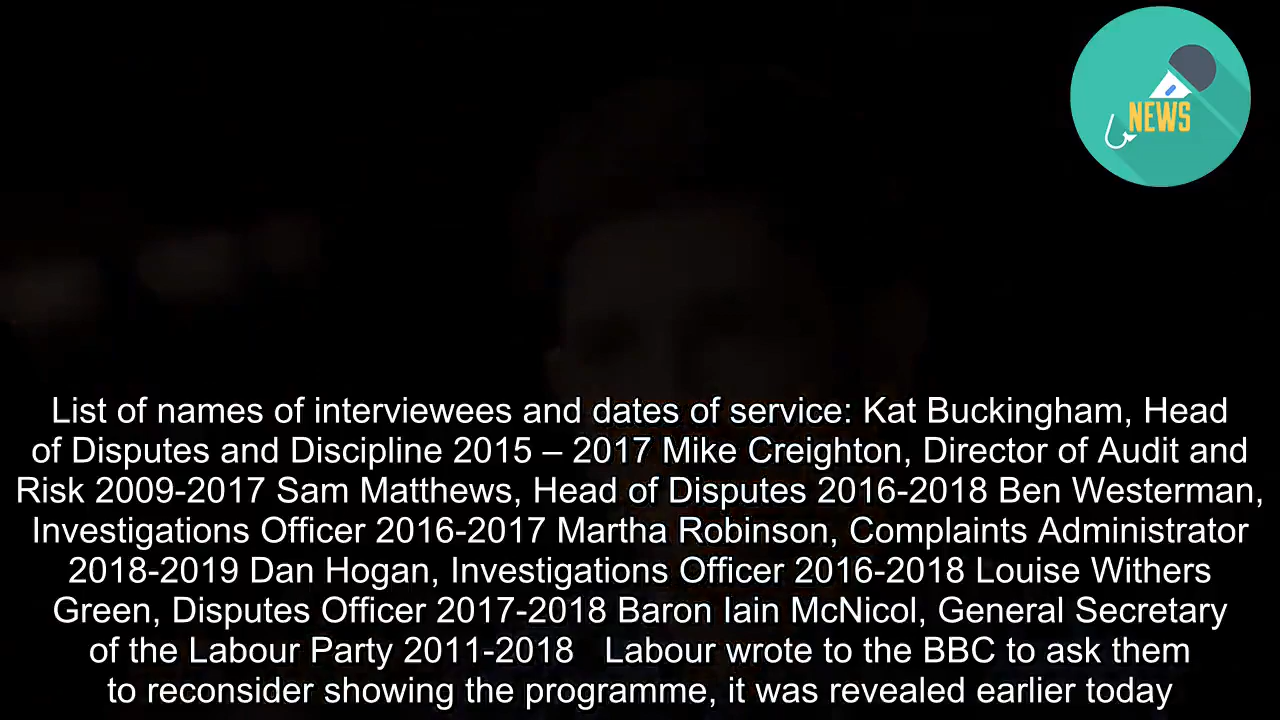 NEWS
List of names of interviewees and dates of service: Kat Buckingham, Head
of Disputes and Discipline 2015 – 2017 Mike Creighton, Director of Audit and
Risk 2009-2017 Sam Matthews, Head of Disputes 2016-2018 Ben Westerman,
Investigations Officer 2016-2017 Martha Robinson, Complaints Administrator
2018-2019 Dan Hogan, Investigations Officer 2016-2018 Louise Withers
Green, Disputes Officer 2017-2018 Baron Iain McNicol, General Secretary
of the Labour Party 2011-2018   Labour wrote to the BBC to ask them
to reconsider showing the programme, it was revealed earlier today